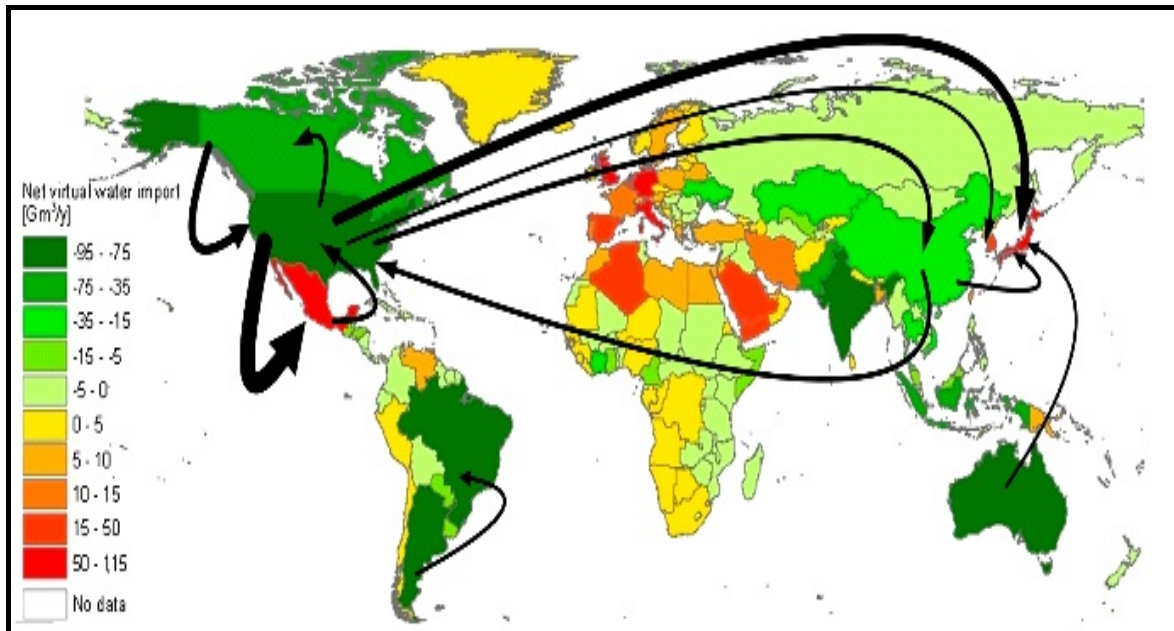 Net virtual water import
[Gm³/y]
-95 - -75
-75 - -35
-35 - -15
-15 - -5
-5 - 0
0 - 5
5 - 10
10 - 15
15 - 50
50 - 115
No data